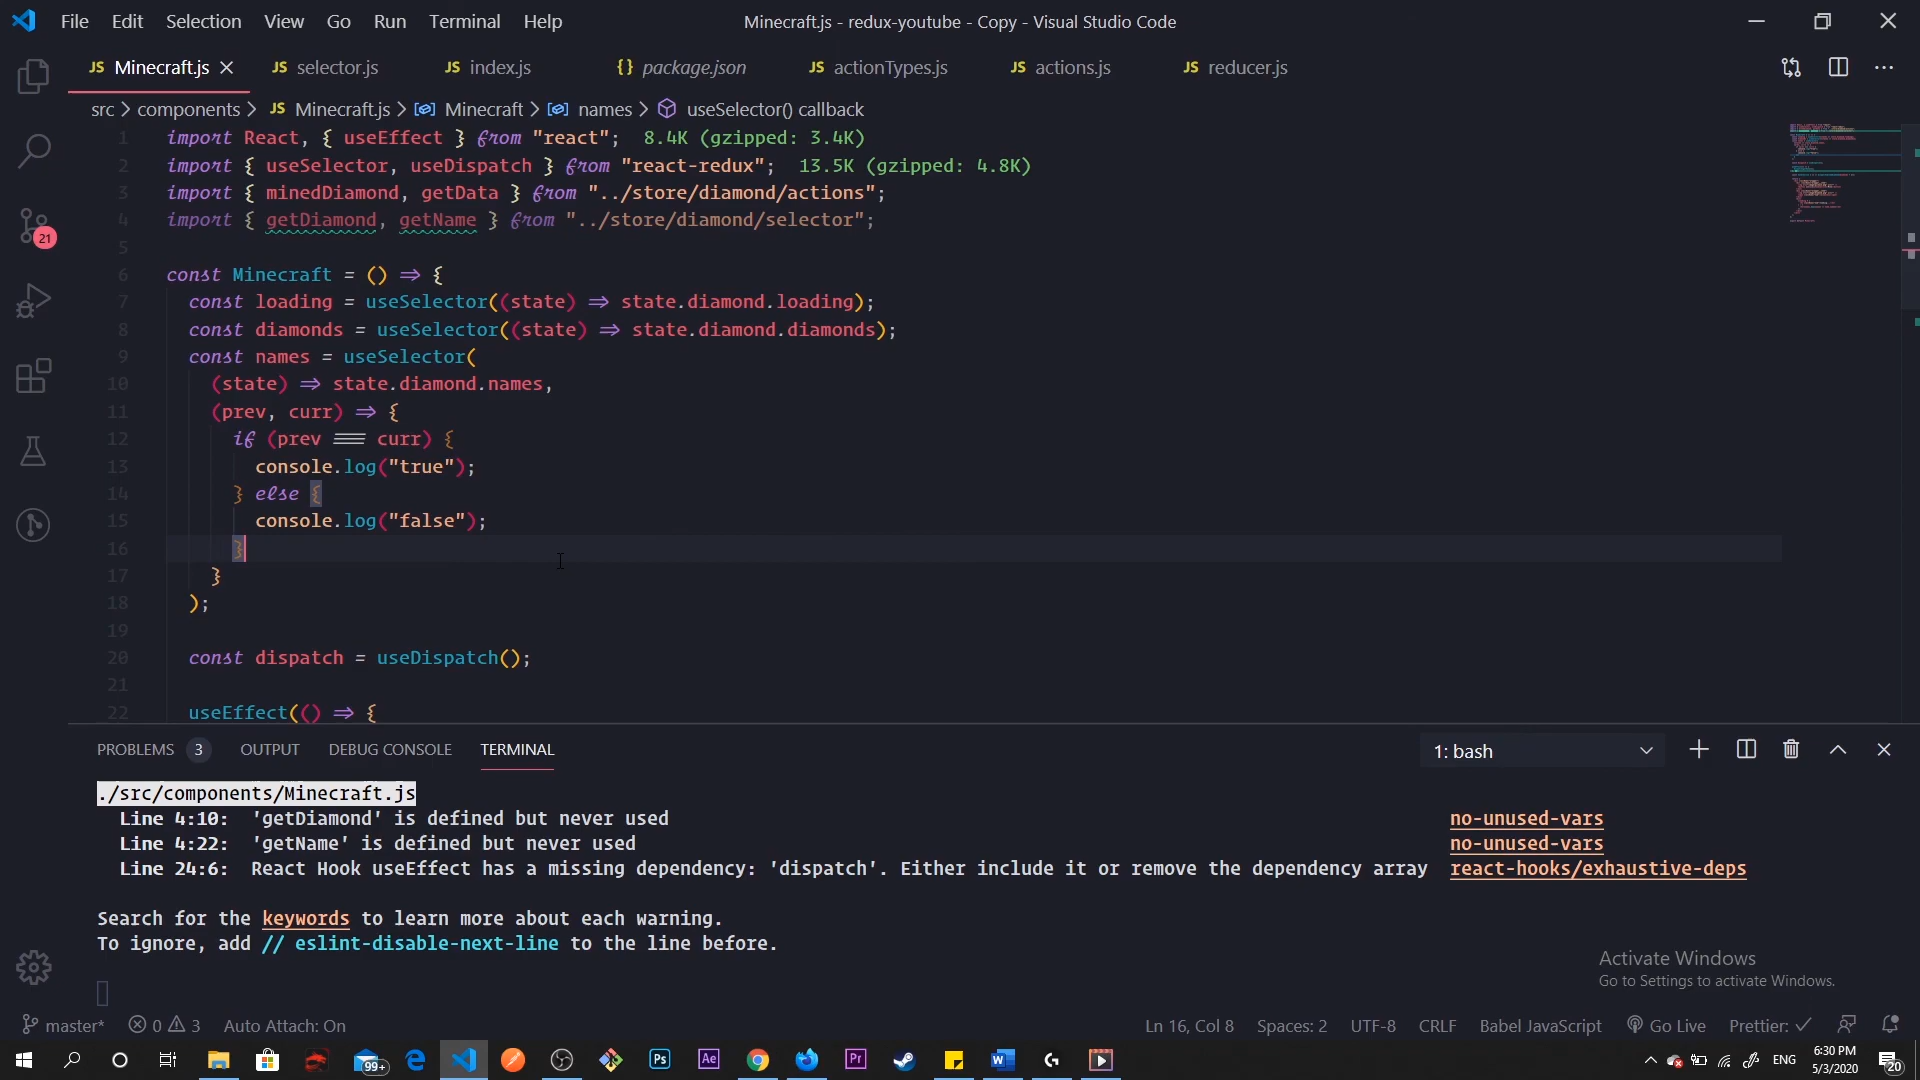 File Edit Selection View Go Run Terminal Help Minecraft.js - redux-youtube - Copy - Visual Studio Code
JS Minecraft.js JS selector.js JS index.js {} package.json JS actionTypes.js JS actions.js JS reducer.js
src > components > JS Minecraft.js > Minecraft > names > useSelector() callback
1 import React, { useEffect } from "react"; 8.4K (gzipped: 3.4K)
2 import { useSelector, useDispatch } from "react-redux"; 13.5K (gzipped: 4.8K)
3 import { minedDiamond, getData } from "../store/diamond/actions";
4 import { getDiamond, getName } from "../store/diamond/selector";
5
6 const Minecraft = () => {
7 const loading = useSelector((state) => state.diamond.loading);
8 const diamonds = useSelector((state) => state.diamond.diamonds);
9 const names = useSelector(
10 (state) => state.diamond.names,
11 (prev, curr) => {
12 if (prev === curr) {
13 console.log("true");
14 } else {
15 console.log("false");
16 }
17 }
18 );
19
20 const dispatch = useDispatch();
21
22 useEffect(() => {
21
PROBLEMS 3 OUTPUT DEBUG CONSOLE TERMINAL 1: bash
./src/components/Minecraft.js
Line 4:10: 'getDiamond' is defined but never used no-unused-vars
Line 4:22: 'getName' is defined but never used no-unused-vars
Line 24:6: React Hook useEffect has a missing dependency: 'dispatch'. Either include it or remove the dependency array react-hooks/exhaustive-deps
Search for the keywords to learn more about each warning.
To ignore, add // eslint-disable-next-line to the line before.
Activate Windows
Go to Settings to activate Windows.
master* 0 3 Auto Attach: On Ln 16, Col 8 Spaces: 2 UTF-8 CRLF Babel JavaScript Go Live Prettier: ✓
99+ Ps Ae Pr W G ENG 6:30 PM
5/3/2020 20